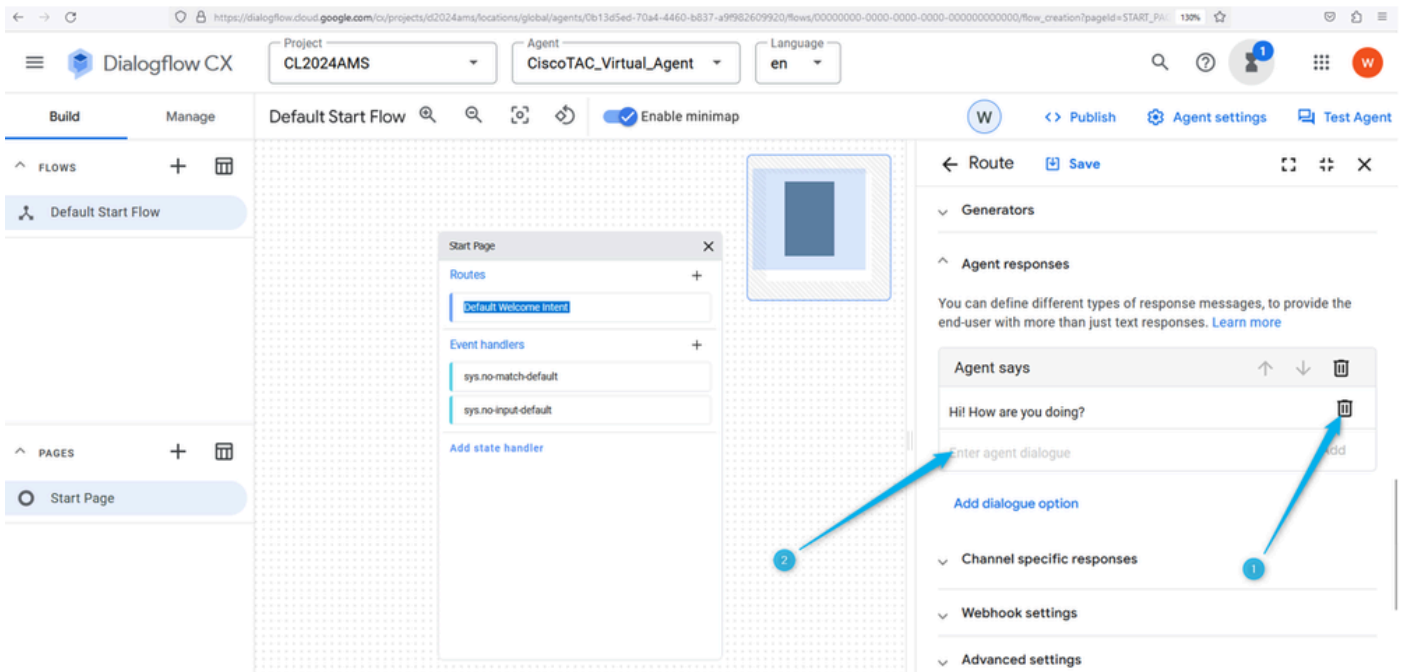 https://dialogflow.cloud.google.com/cx/projects/cl2024ams/locations/global/agents/0b13d5ed-70a4-4460-b837-a9f982609920/flows/00000000-0000-0000-0000-000000000000/flow_creation?pageId=START_PA
130%
Dialogflow CX
Project
CL2024AMS
Agent
CiscoTAC_Virtual_Agent
Language
en
1
W
Build
Manage
Default Start Flow
Enable minimap
W
<> Publish
Agent settings
Test Agent
FLOWS
Default Start Flow
PAGES
Start Page
Start Page
Routes
Default Welcome Intent
Event handlers
sys.no-match-default
sys.no-input-default
Add state handler
Route
Save
Generators
Agent responses
You can define different types of response messages, to provide the
end-user with more than just text responses. Learn more
Agent says
Hi! How are you doing?
Enter agent dialogue
Add
Add dialogue option
2
1
Channel specific responses
Webhook settings
Advanced settings